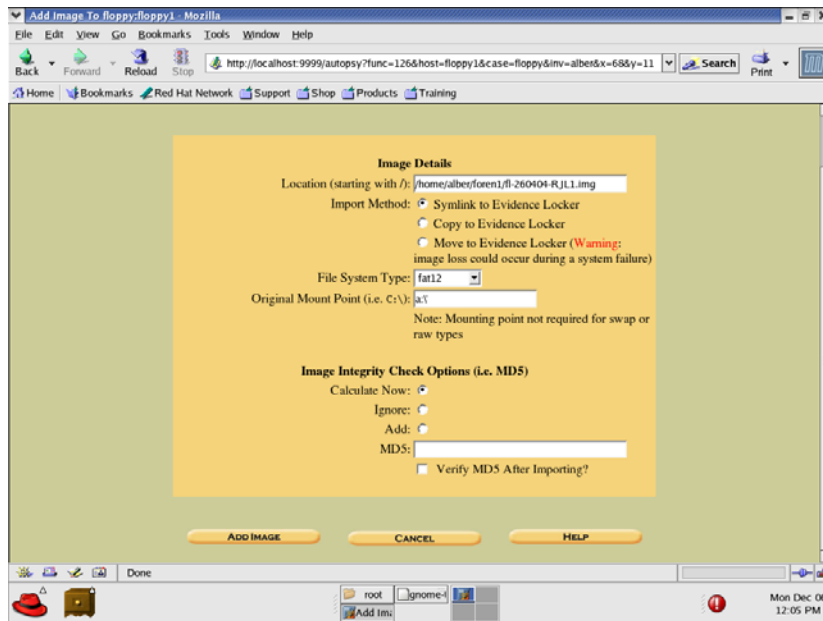 Add Image To floppy:floppy1 - Mozilla
File Edit View Go Bookmarks Tools Window Help
Back Forward Reload Stop http://localhost:9999/autopsy?func=126&host=floppy1&case=floppy&inv=alber&x=68&y=11 Search Print
Home Bookmarks Red Hat Network Support Shop Products Training
Image Details
Location (starting with /): /home/alber/foren1/fl-260404-RJL1.img
Import Method: Symlink to Evidence Locker
Copy to Evidence Locker
Move to Evidence Locker (Warning:
image loss could occur during a system failure)
File System Type: fat12
Original Mount Point (i.e. C:\): a:\
Note: Mounting point not required for swap or
raw types
Image Integrity Check Options (i.e. MD5)
Calculate Now:
Ignore:
Add:
MD5:
Verify MD5 After Importing?
ADD IMAGE CANCEL HELP
Done
root gnome-
Add Ima
Mon Dec 0
12:05 PM